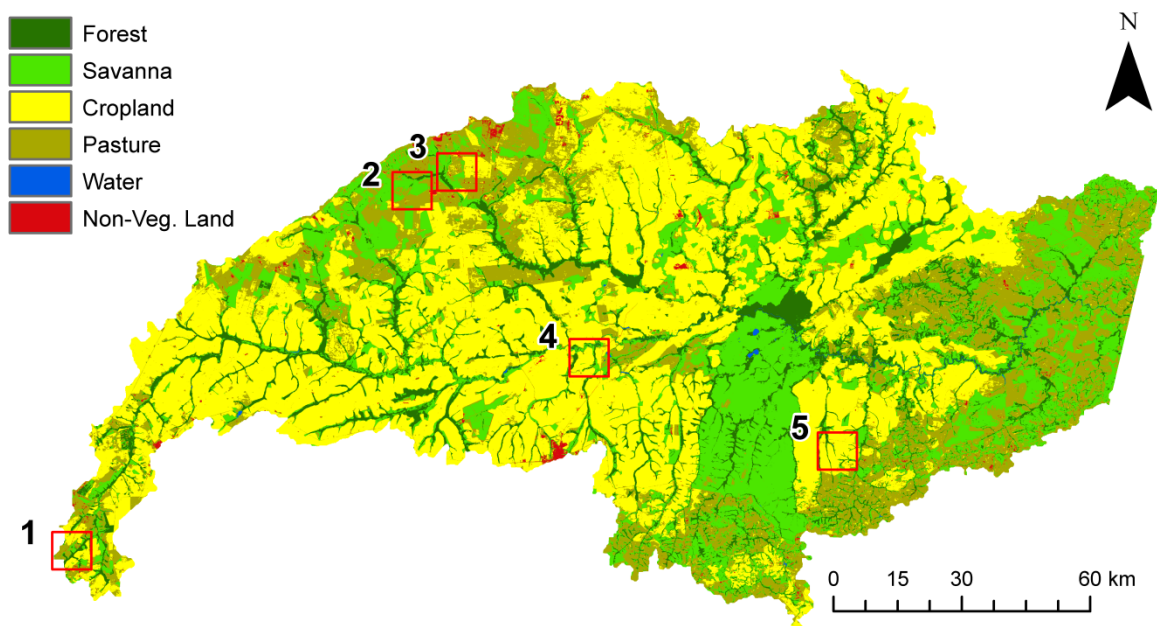 Forest
Savanna
Cropland
Pasture
Water
Non-Veg. Land
N
3
2
4
5
1
0 15 30 60 km